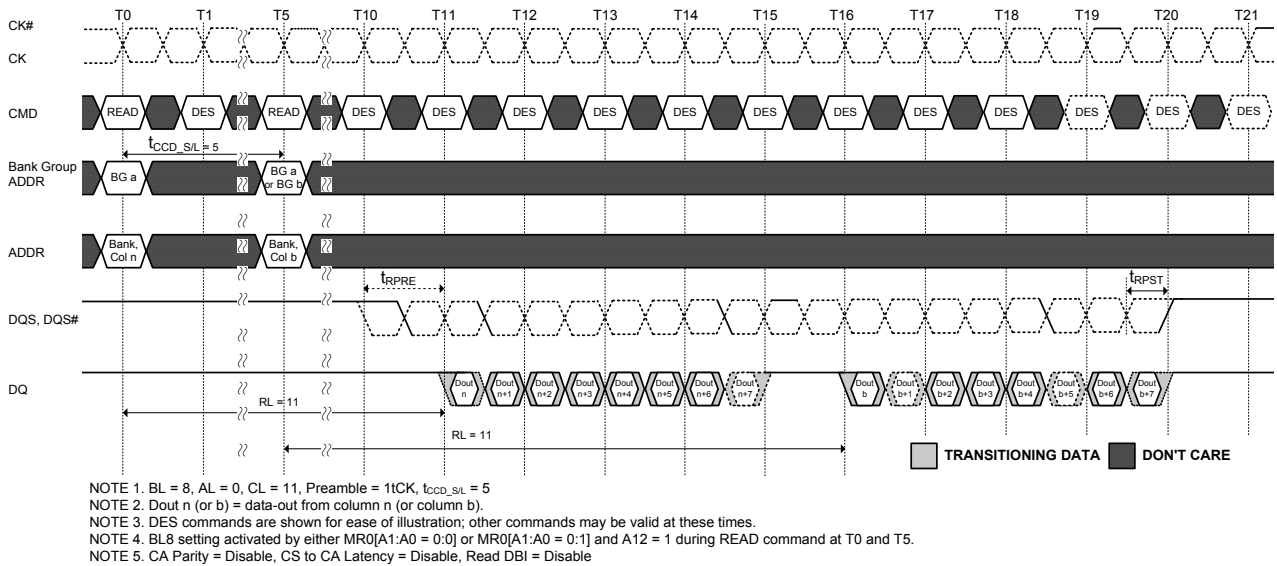 T0 T1 T5 T10 T11 T12 T13 T14 T15 T16 T17 T18 T19 T20 T21
CK#
CK
CMD READ DES READ DES DES DES DES DES DES DES DES DES DES DES DES
tCCD_S/L = 5
Bank Group
ADDR
BG a
BG a
or BG b
ADDR
Bank,
Col n
Bank,
Col b
tRPRE
tRPST
DQS, DQS#
DQ
Dout
n
Dout
n+1
Dout
n+2
Dout
n+3
Dout
n+4
Dout
n+5
Dout
n+6
Dout
n+7
Dout
b
Dout
b+1
Dout
b+2
Dout
b+3
Dout
b+4
Dout
b+5
Dout
b+6
Dout
b+7
RL = 11
RL = 11
TRANSITIONING DATA DON'T CARE
NOTE 1. BL = 8, AL = 0, CL = 11, Preamble = 1tCK, tCCD_S/L = 5
NOTE 2. Dout n (or b) = data-out from column n (or column b).
NOTE 3. DES commands are shown for ease of illustration; other commands may be valid at these times.
NOTE 4. BL8 setting activated by either MR0[A1:A0 = 0:0] or MR0[A1:A0 = 0:1] and A12 = 1 during READ command at T0 and T5.
NOTE 5. CA Parity = Disable, CS to CA Latency = Disable, Read DBI = Disable